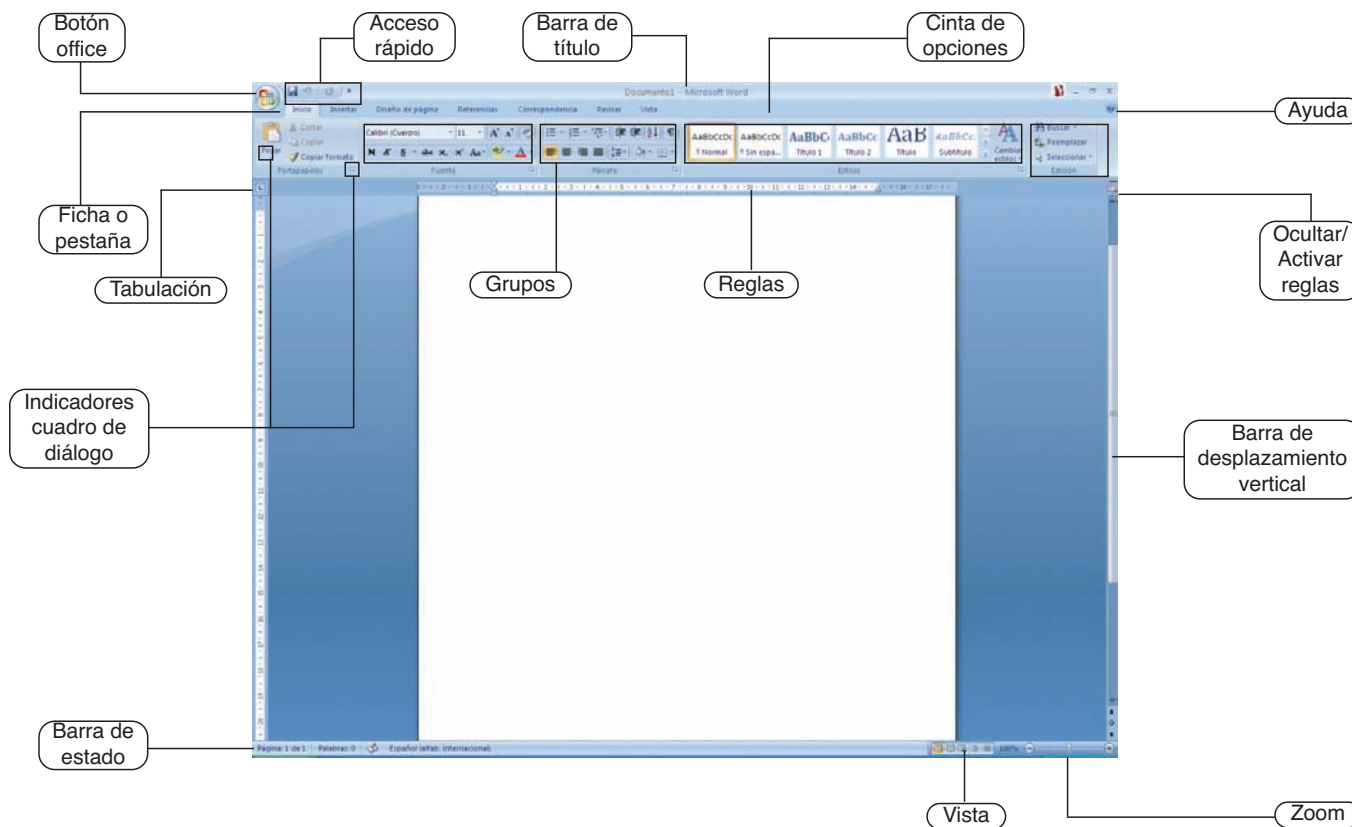 Botón
office
Acceso
rápido
Barra de
título
Cinta de
opciones
Documento1 - Microsoft Word
Inicio Insertar Diseño de página Referencias Correspondencia Revisar Vista
Ayuda
Cortar
Copiar
Copiar formato
Pegar
Portapapeles
Calibri (Cuerpo) 11
Fuente
Párrafo
AaBbCcDc AaBbCcDc AaBbC AaBbCc AaB AaBbCc
¶ Normal ¶ Sin espa... Título 1 Título 2 Título Subtítulo
Cambiar
estilos
Estilos
Buscar
Reemplazar
Seleccionar
Edición
Ficha o
pestaña
Tabulación
Grupos
Reglas
Ocultar/
Activar
reglas
Indicadores
cuadro de
diálogo
Barra de
desplazamiento
vertical
Barra de
estado
Página: 1 de 1 Palabras: 0 Español (alfab. internacional) 100%
Vista
Zoom